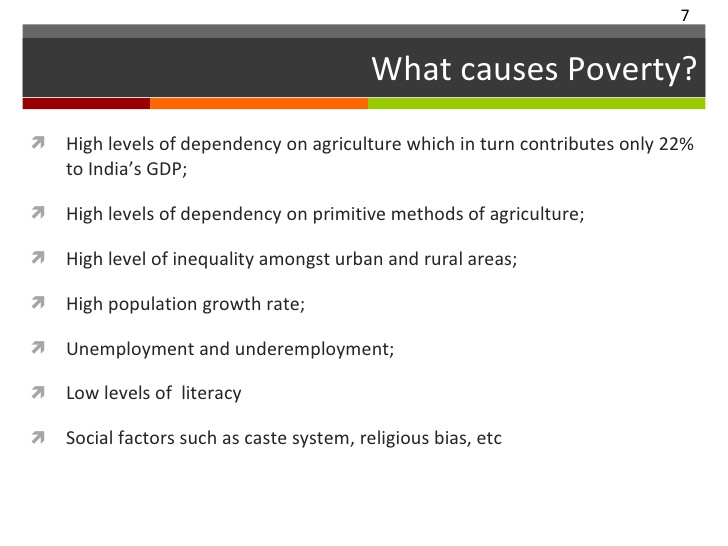 7
What causes Poverty?
High levels of dependency on agriculture which in turn contributes only 22%
to India’s GDP;
High levels of dependency on primitive methods of agriculture;
High level of inequality amongst urban and rural areas;
High population growth rate;
Unemployment and underemployment;
Low levels of  literacy
Social factors such as caste system, religious bias, etc